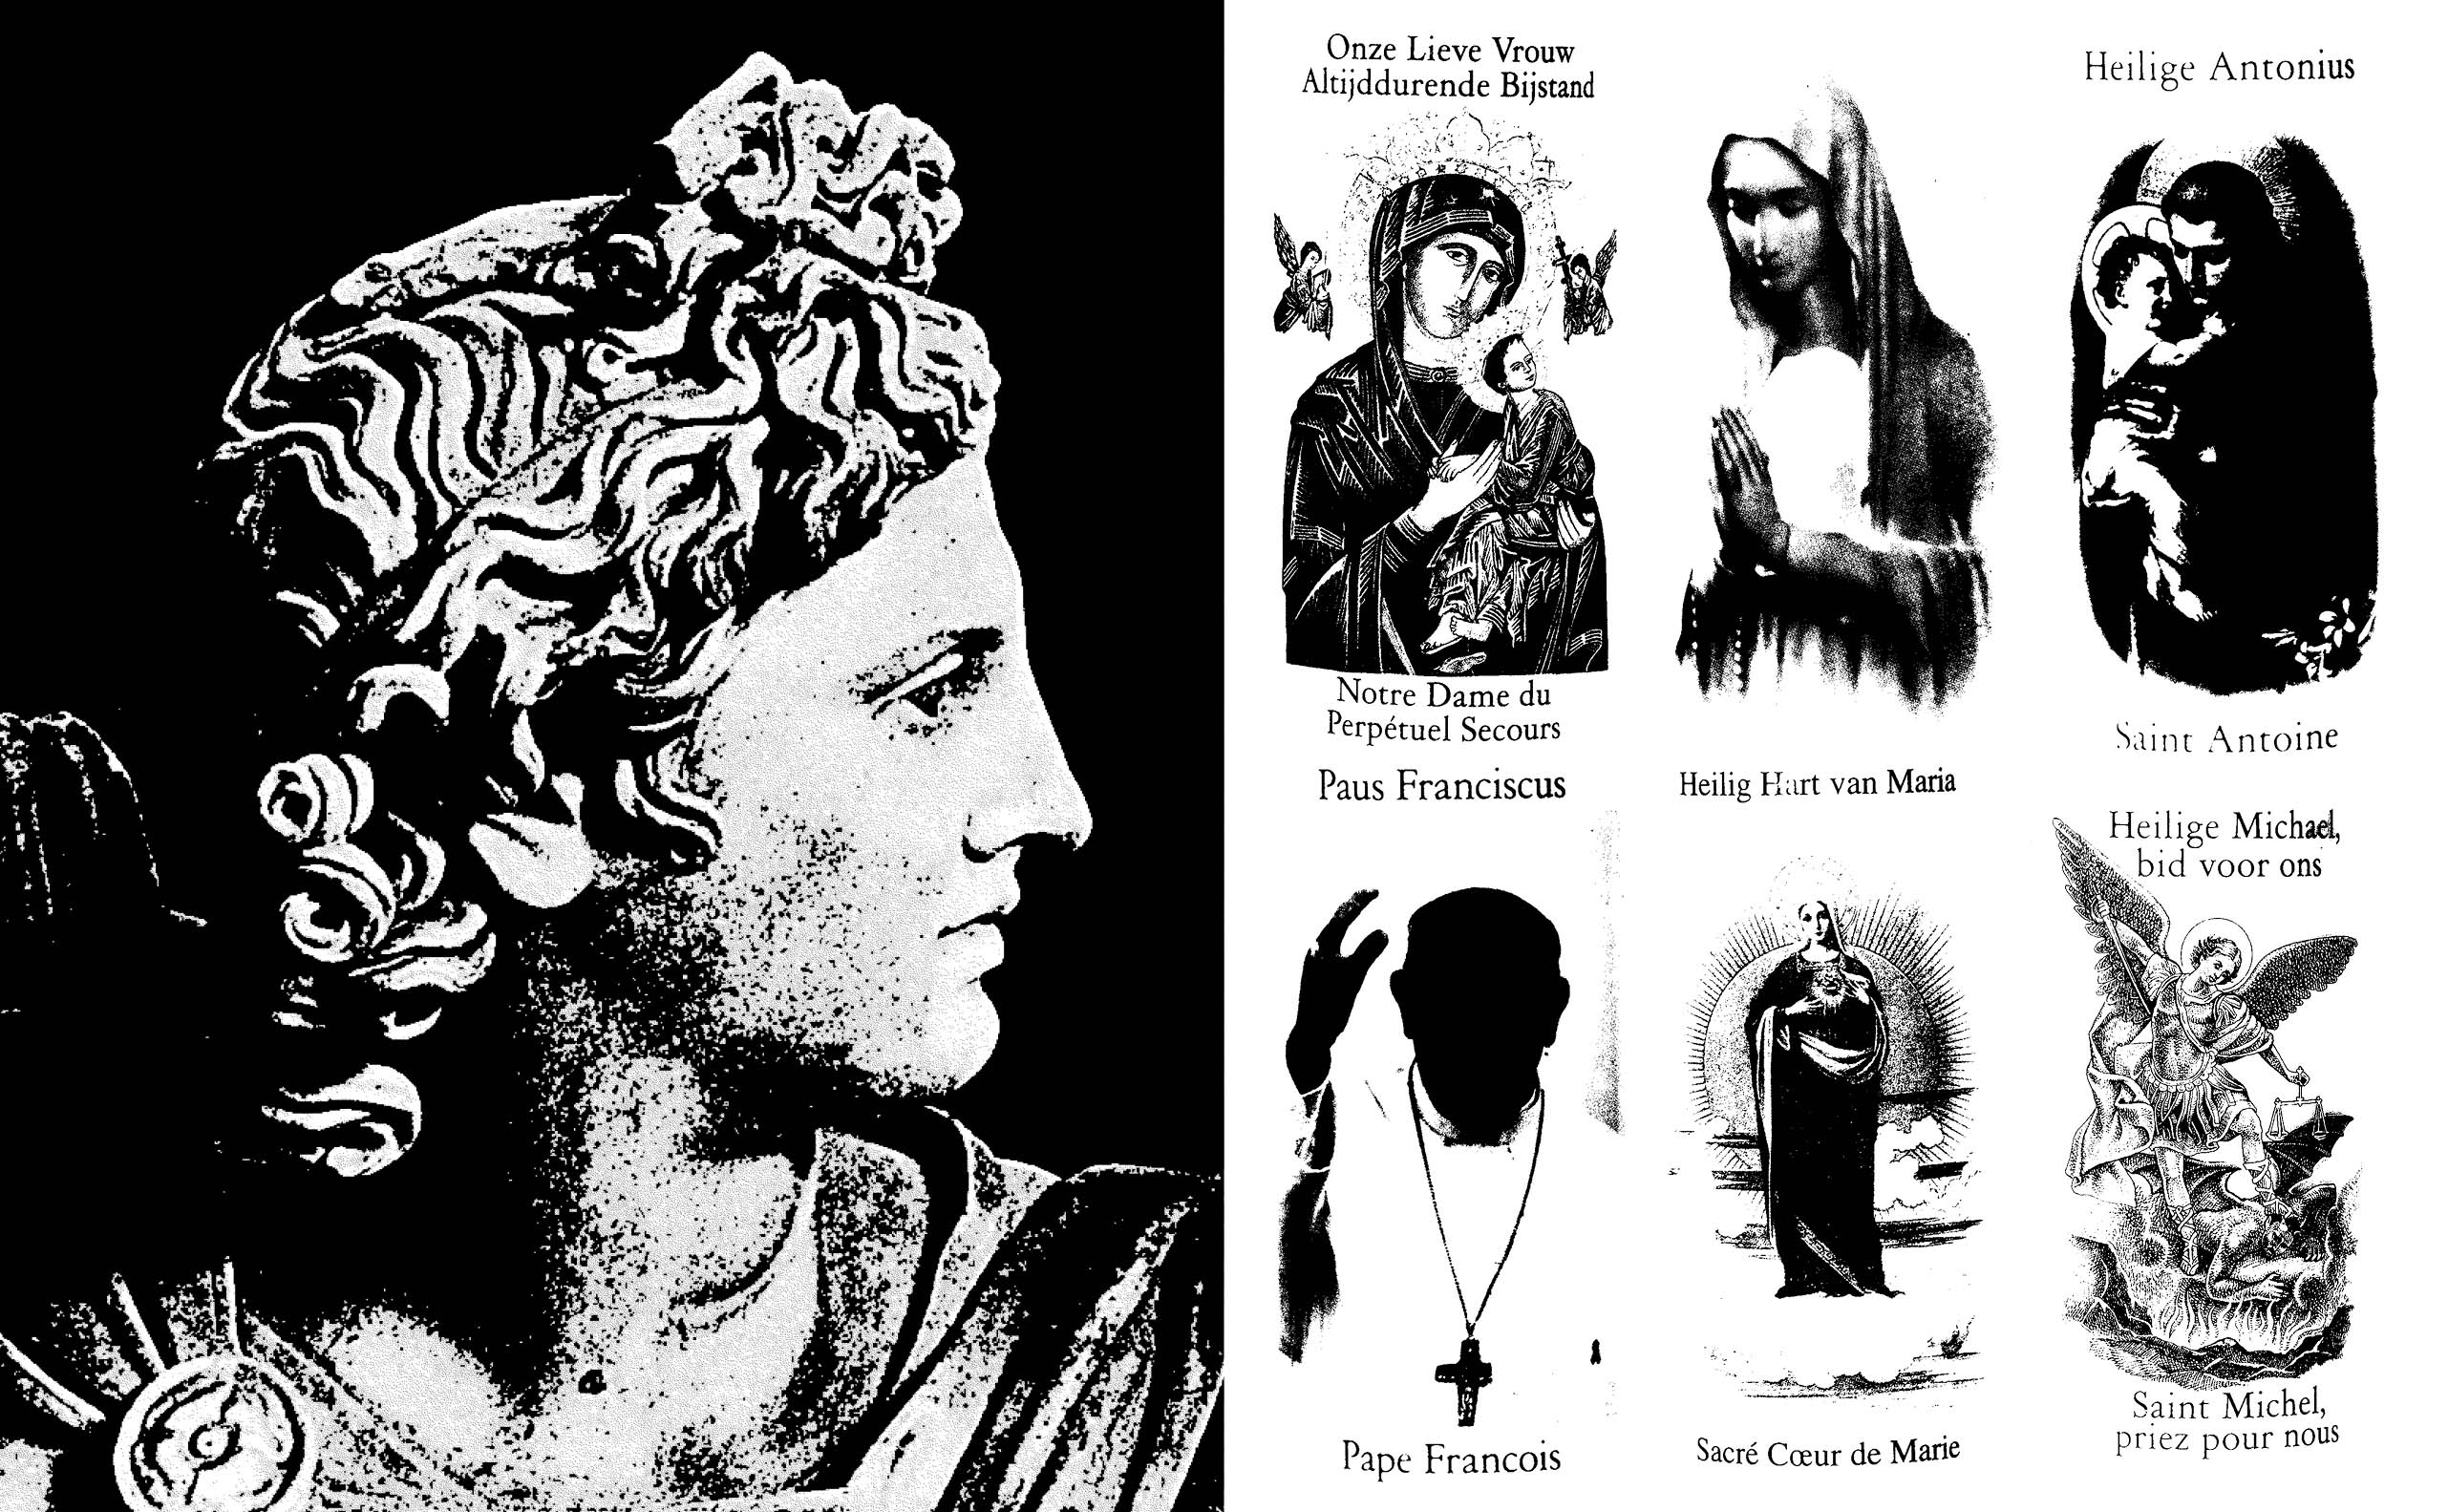 Onze Lieve Vrouw
Altijddurende Bijstand
Notre Dame du
Perpétuel Secours
Heilige Antonius
Saint Antoine
Paus Franciscus
Pape Francois
Heilig Hart van Maria
Sacré Cœur de Marie
Heilige Michael,
bid voor ons
Saint Michel,
priez pour nous